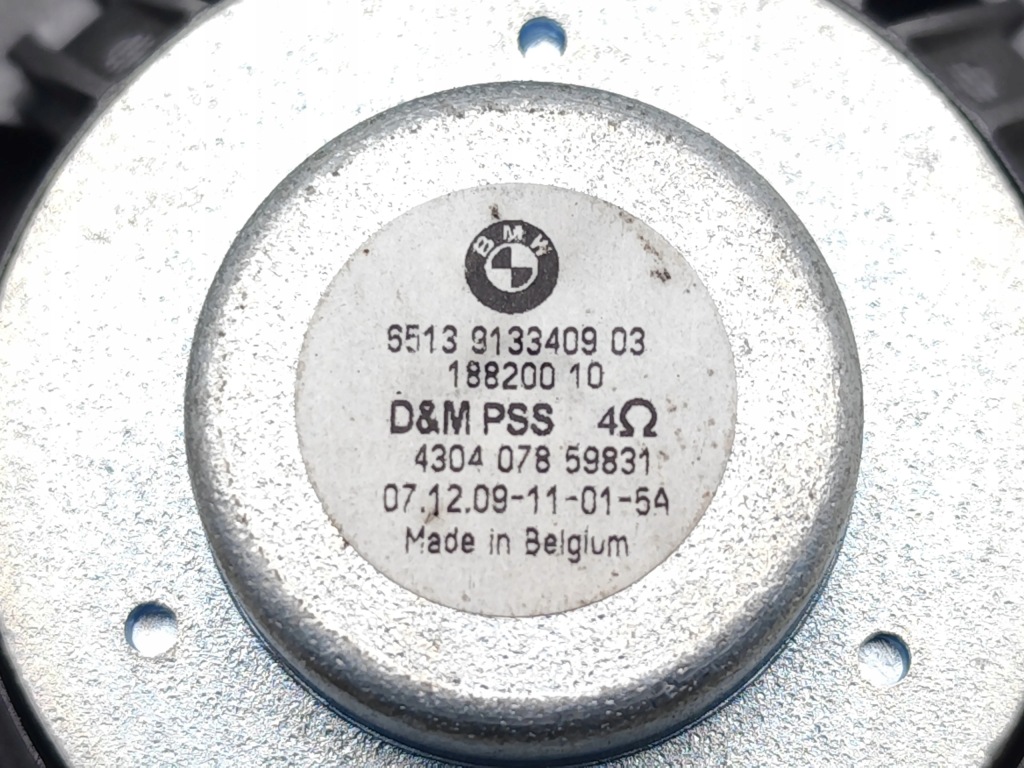 BMW
6513 9133409 03
188200 10
D&M PSS 4Ω
4304 078 59831
07.12.09-11-01-5A
Made in Belgium